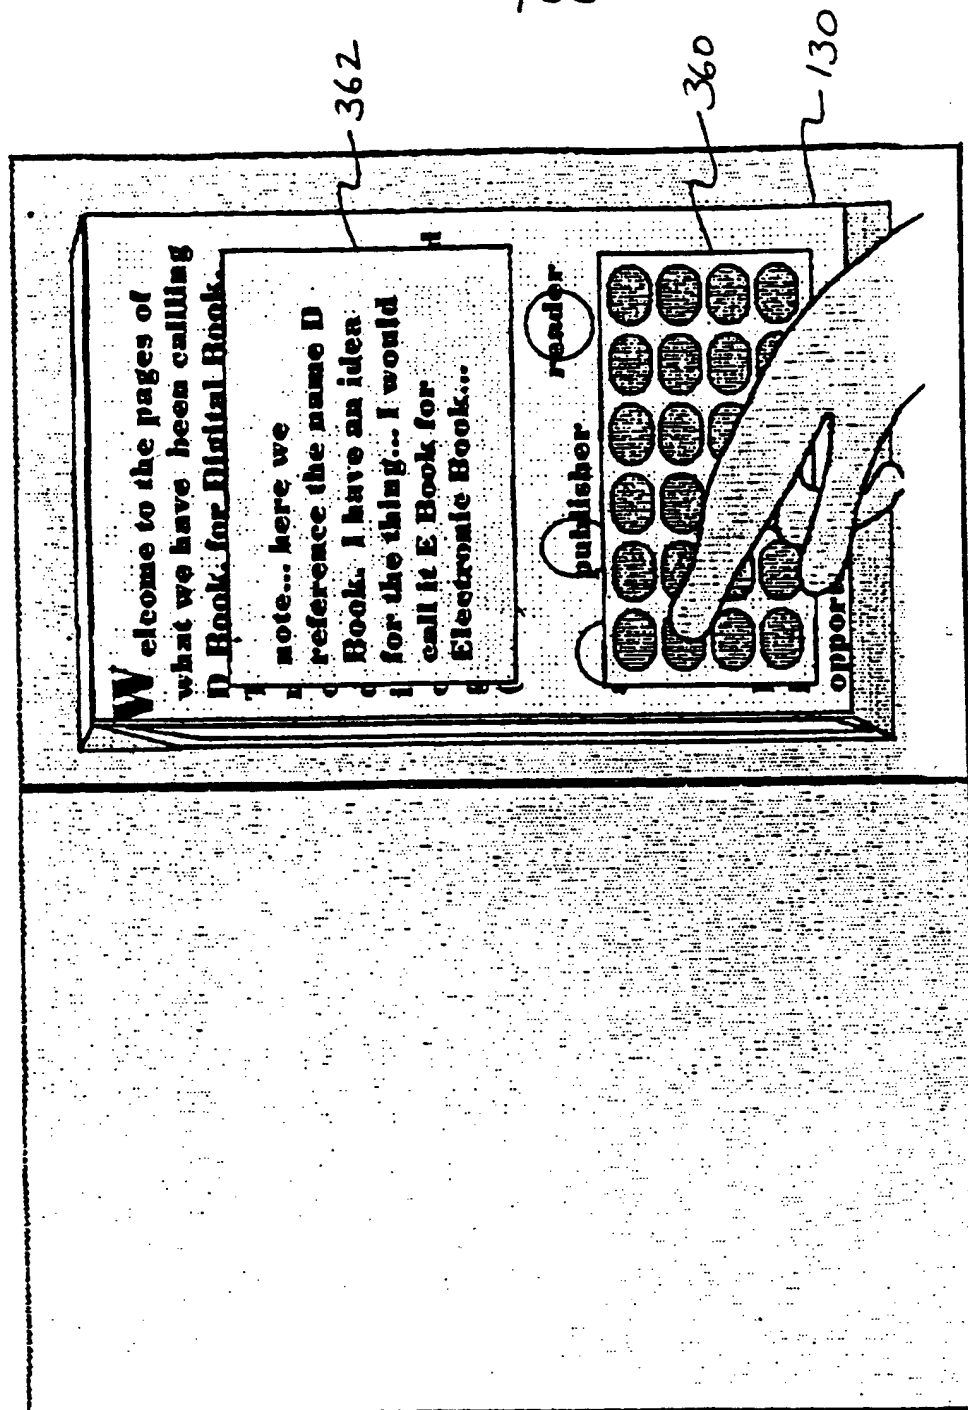 Welcome to the pages of
what we have been callling
D Book, for Digital Book.
note... here we
reference the name D
Book. I have an idea
for the thing... I would
call it E Book for
Electronic Book...
publisher reader
oppor
362
360
130